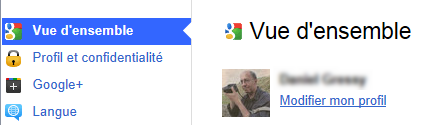 Vue d'ensemble
Profil et confidentialité
Google+
Langue
Vue d'ensemble
Modifier mon profil